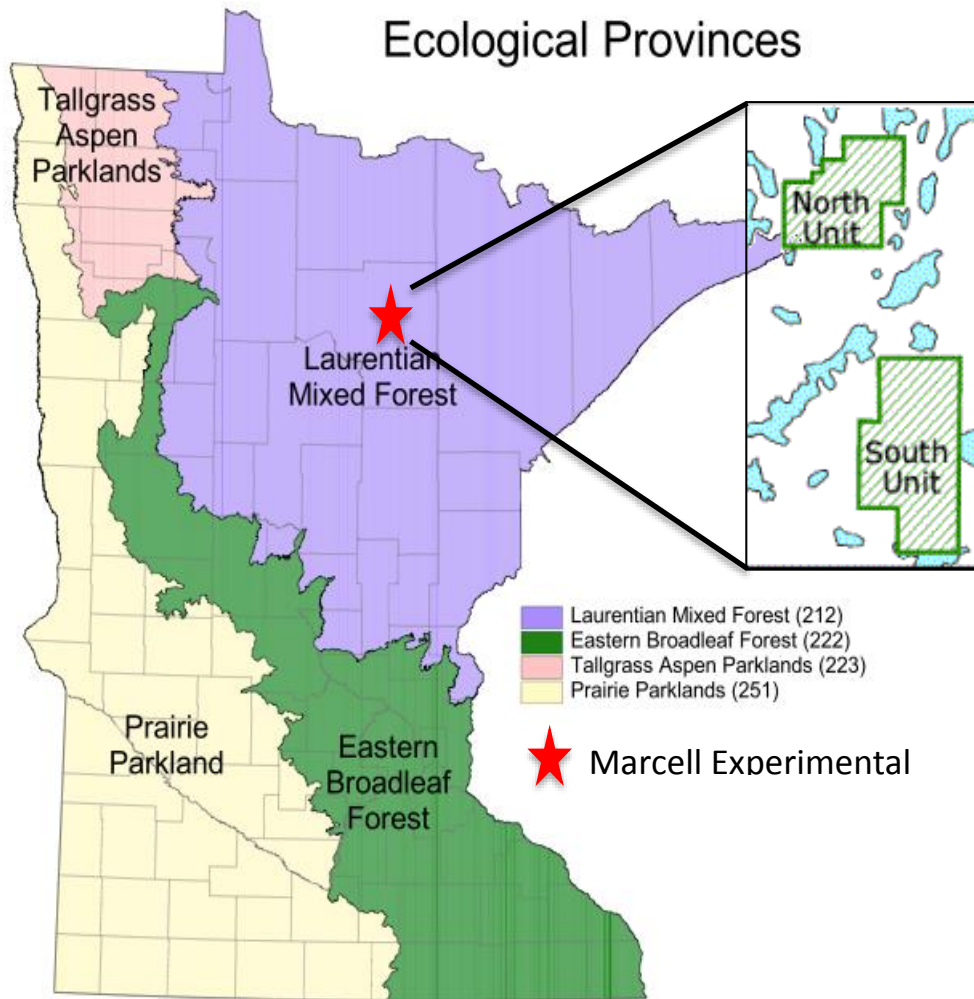 Ecological Provinces
Tallgrass
Aspen
Parklands
North
Unit
Laurentian
Mixed Forest
South
Unit
Laurentian Mixed Forest (212)
Eastern Broadleaf Forest (222)
Tallgrass Aspen Parklands (223)
Prairie Parklands (251)
Prairie
Parkland
Eastern
Broadleaf
Forest
Marcell Experimental